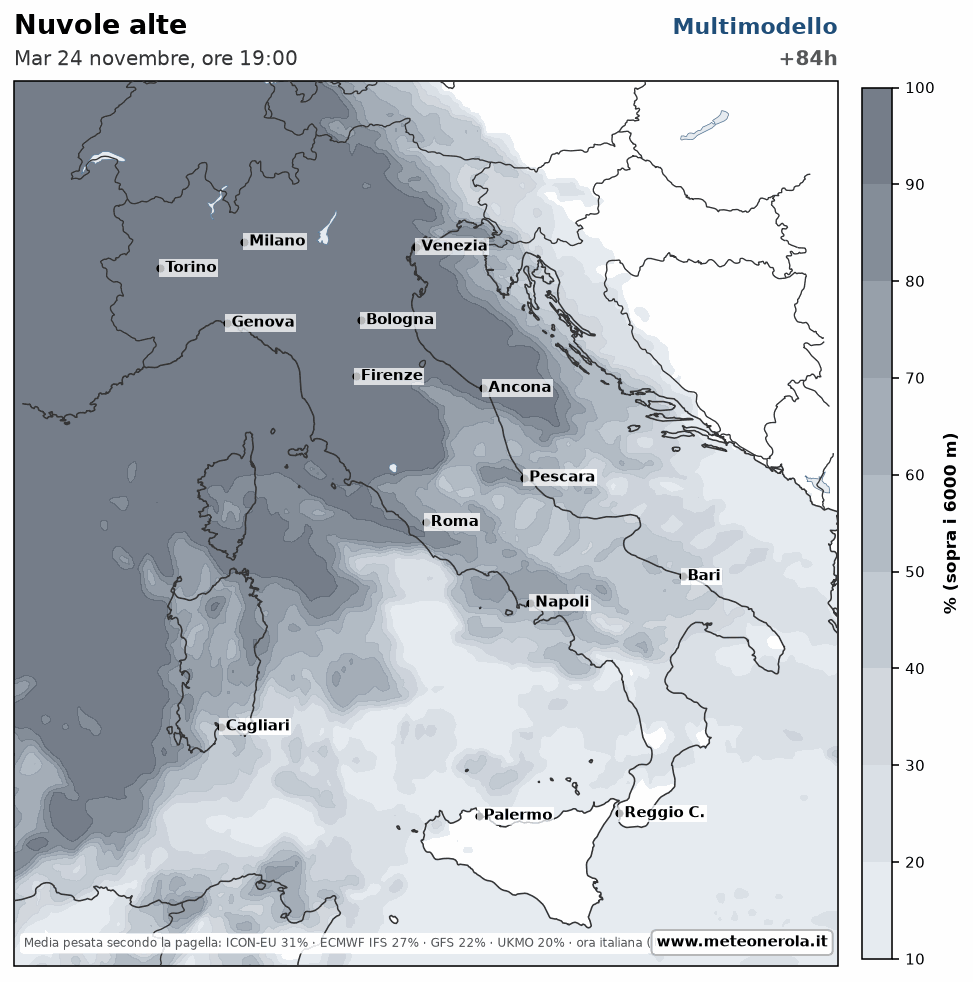 Nuvole alte
Multimodello
Mar 24 novembre, ore 19:00
+84h
100
90
80
70
60
50
40
30
20
10
% (sopra i 6000 m)
Milano
Venezia
Torino
Genova
Bologna
Firenze
Ancona
Pescara
Roma
Bari
Napoli
Cagliari
Palermo
Reggio C.
Media pesata secondo la pagella: ICON-EU 31% · ECMWF IFS 27% · GFS 22% · UKMO 20% · ora italiana (
www.meteonerola.it